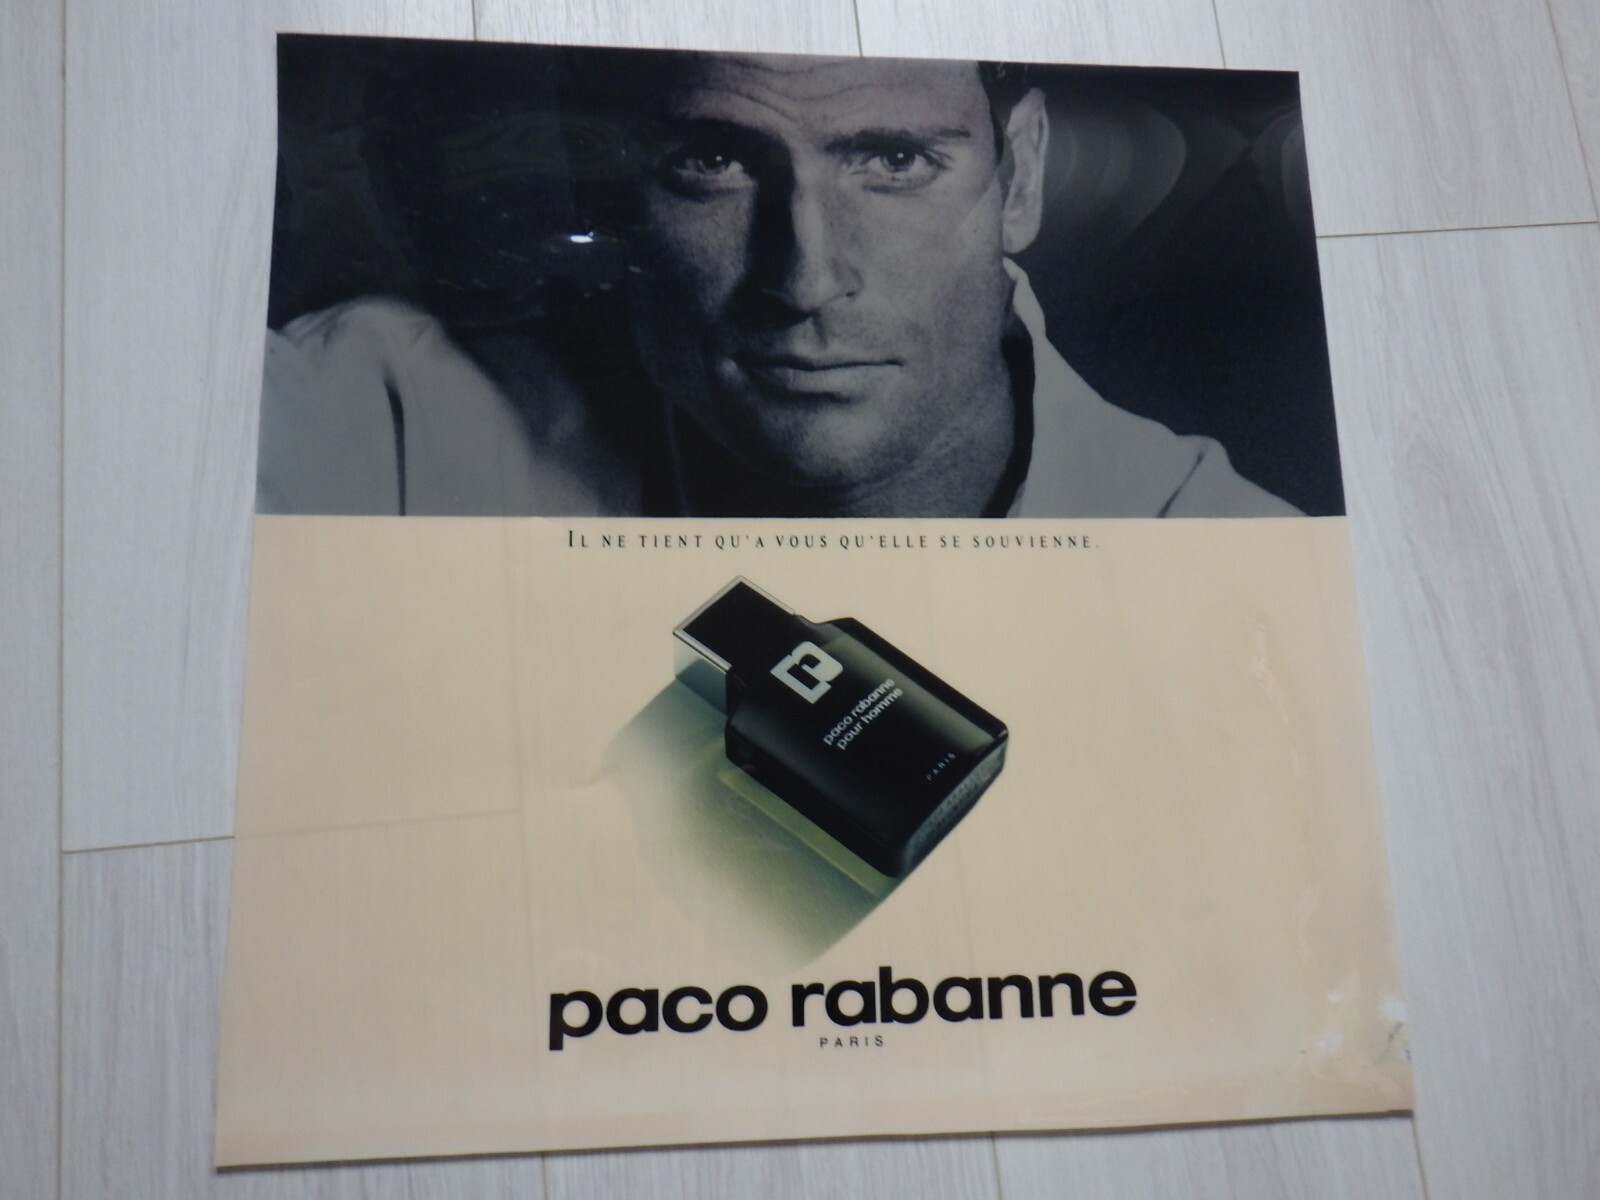 IL NE TIENT QU'A VOUS QU'ELLE SE SOUVIENNE.
paco rabanne
pour homme
PARIS
paco rabanne
PARIS